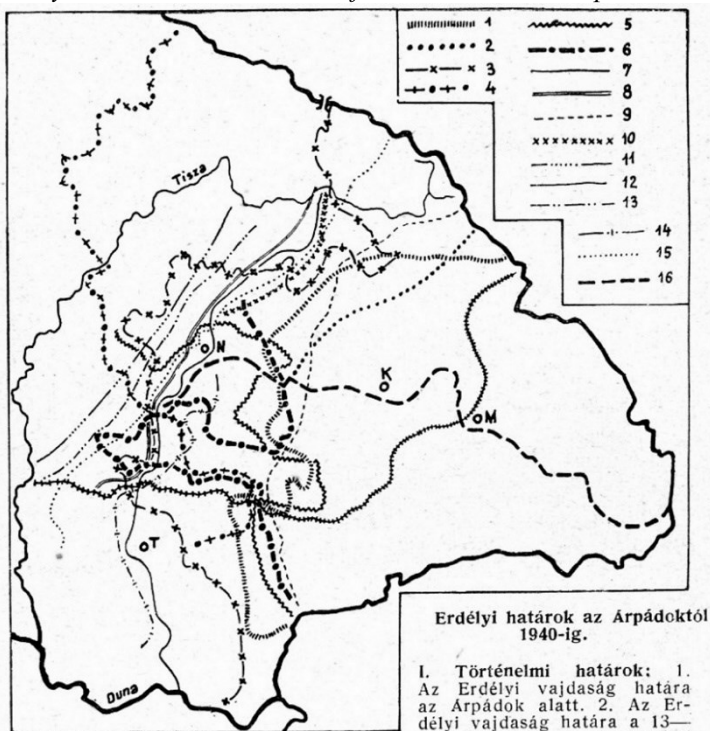 1
2
3
4
5
6
7
8
9
10
11
12
13
14
15
16
Tisza
N
K
M
T
Duna
Erdélyi határok az Árpádoktól
1940-ig.
I. Történelmi határok: 1.
Az Erdélyi vajdaság határa
az Árpádok alatt. 2. Az Er-
délyi vajdaság határa a 13—